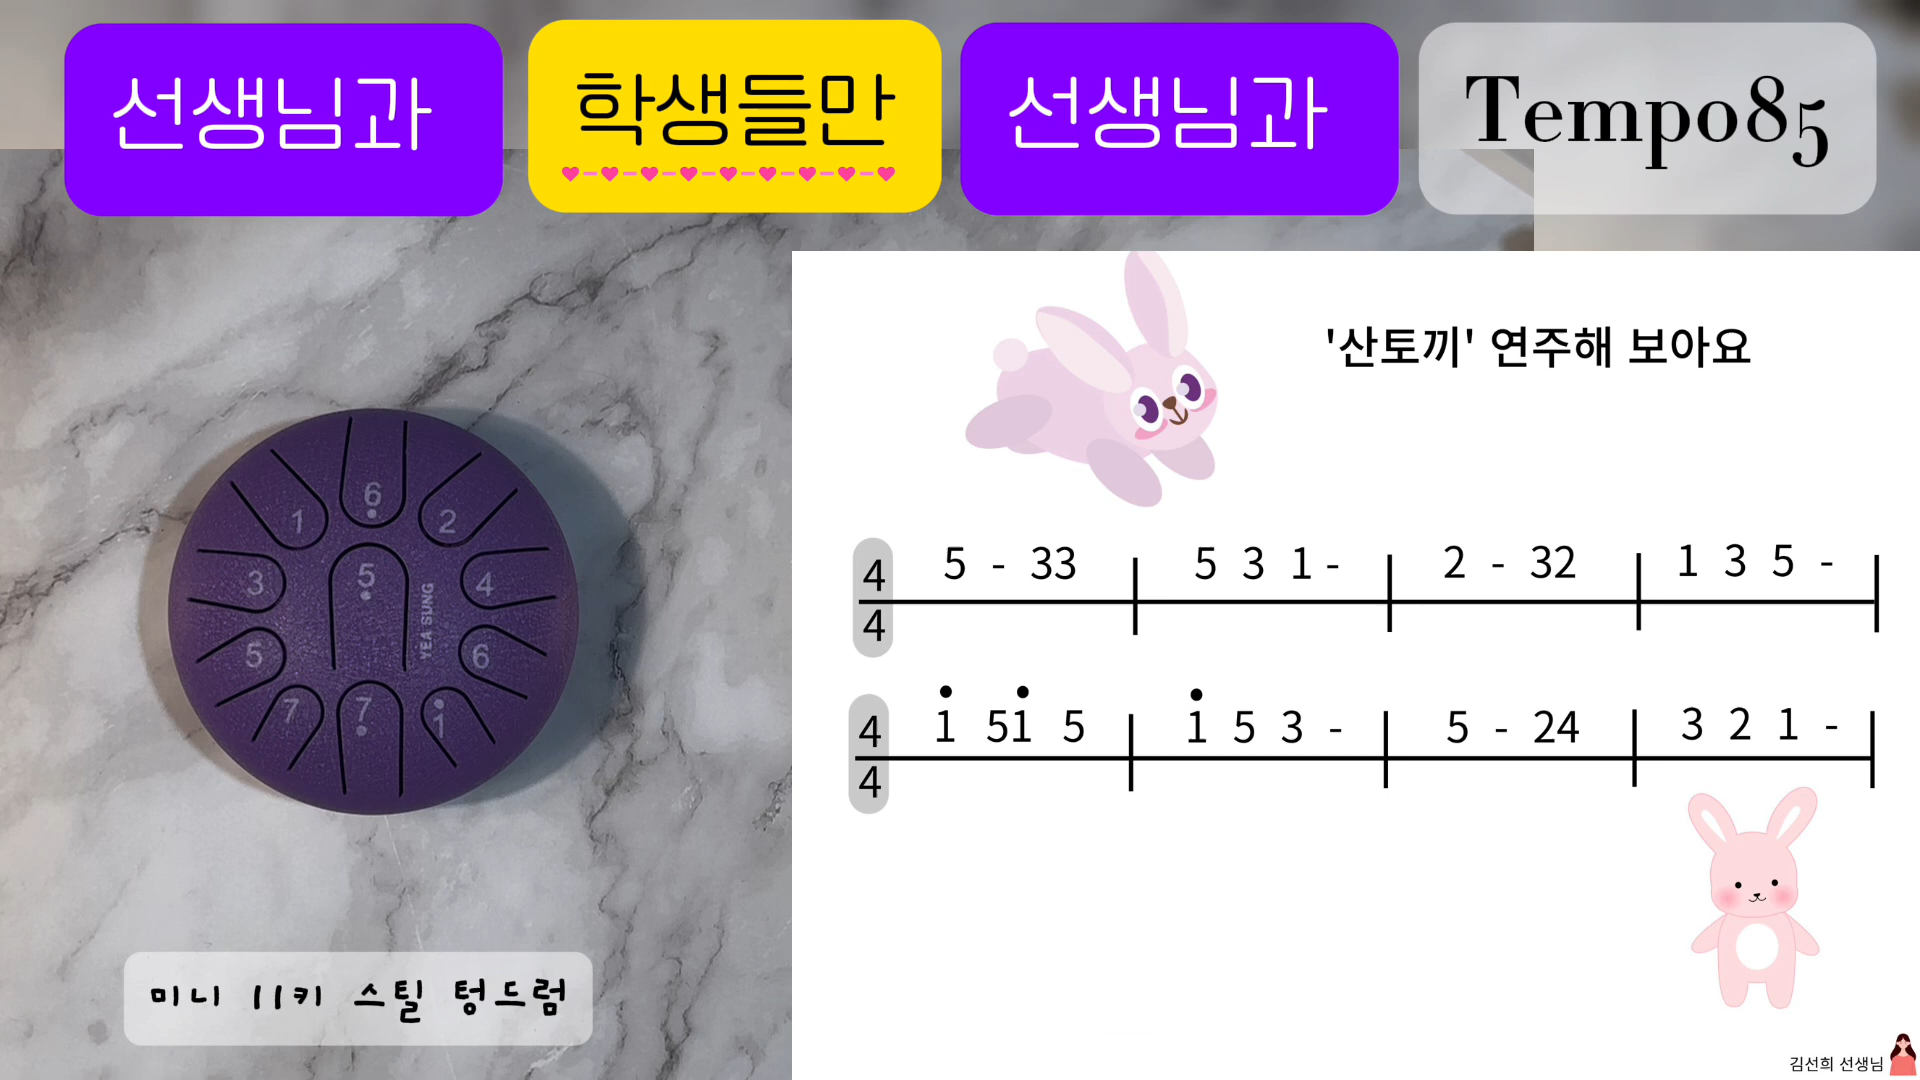 선생님과
학생들만
선생님과
Tempo85
'산토끼' 연주해 보아요
6
1
2
3
5
4
YEA SUNG
5
6
7
7
1
4
4
5 - 33
5 3 1 -
2 - 32
1 3 5 -
4
4
1 51 5
1 5 3 -
5 - 24
3 2 1 -
미니 11키 스틸 텅드럼
김선희 선생님